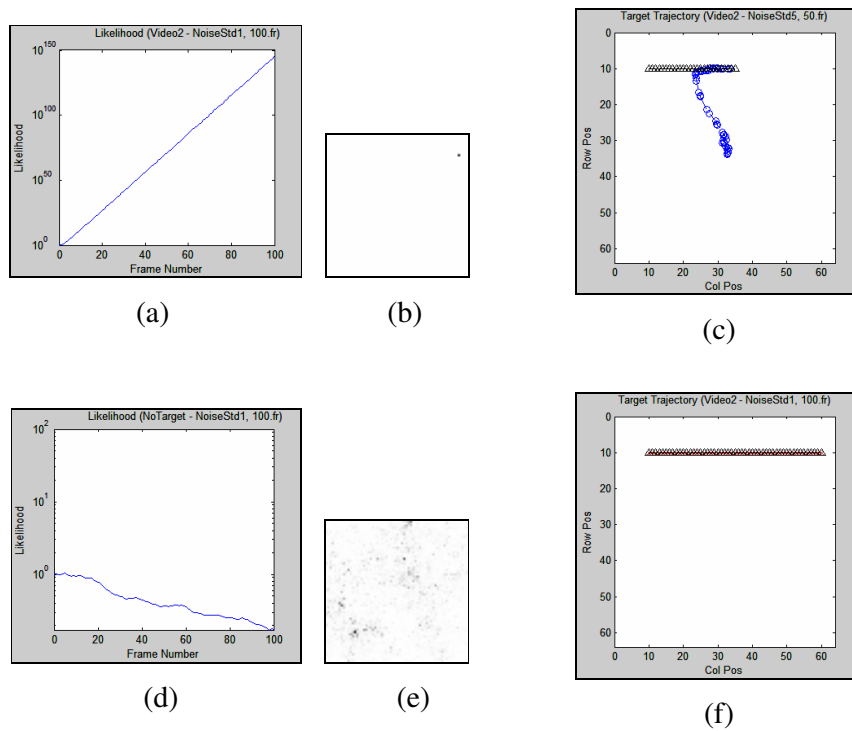 Likelihood (Video2 - NoiseStd1, 100.fr)
10^150
10^100
10^50
10^0
Likelihood
0 20 40 60 80 100
Frame Number
(a)
(b)
Target Trajectory (Video2 - NoiseStd5, 50.fr)
0
10
20
30
40
50
60
Row Pos
0 10 20 30 40 50 60
Col Pos
(c)
Likelihood (NoTarget - NoiseStd1, 100.fr)
10^2
10^1
10^0
Likelihood
0 20 40 60 80 100
Frame Number
(d)
(e)
Target Trajectory (Video2 - NoiseStd1, 100.fr)
0
10
20
30
40
50
60
Row Pos
0 10 20 30 40 50 60
Col Pos
(f)